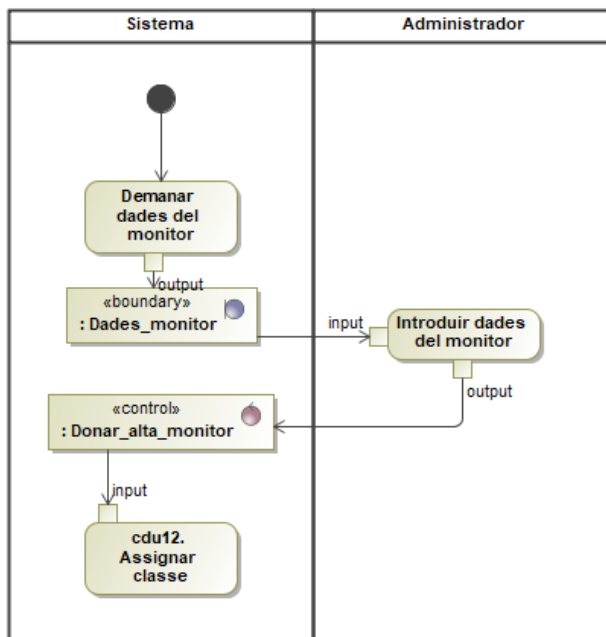 Sistema
Administrador
Demanar
dades del
monitor
output
«boundary»
: Dades_monitor
input
Introduir dades
del monitor
output
«control»
: Donar_alta_monitor
input
cdu12.
Assignar
classe